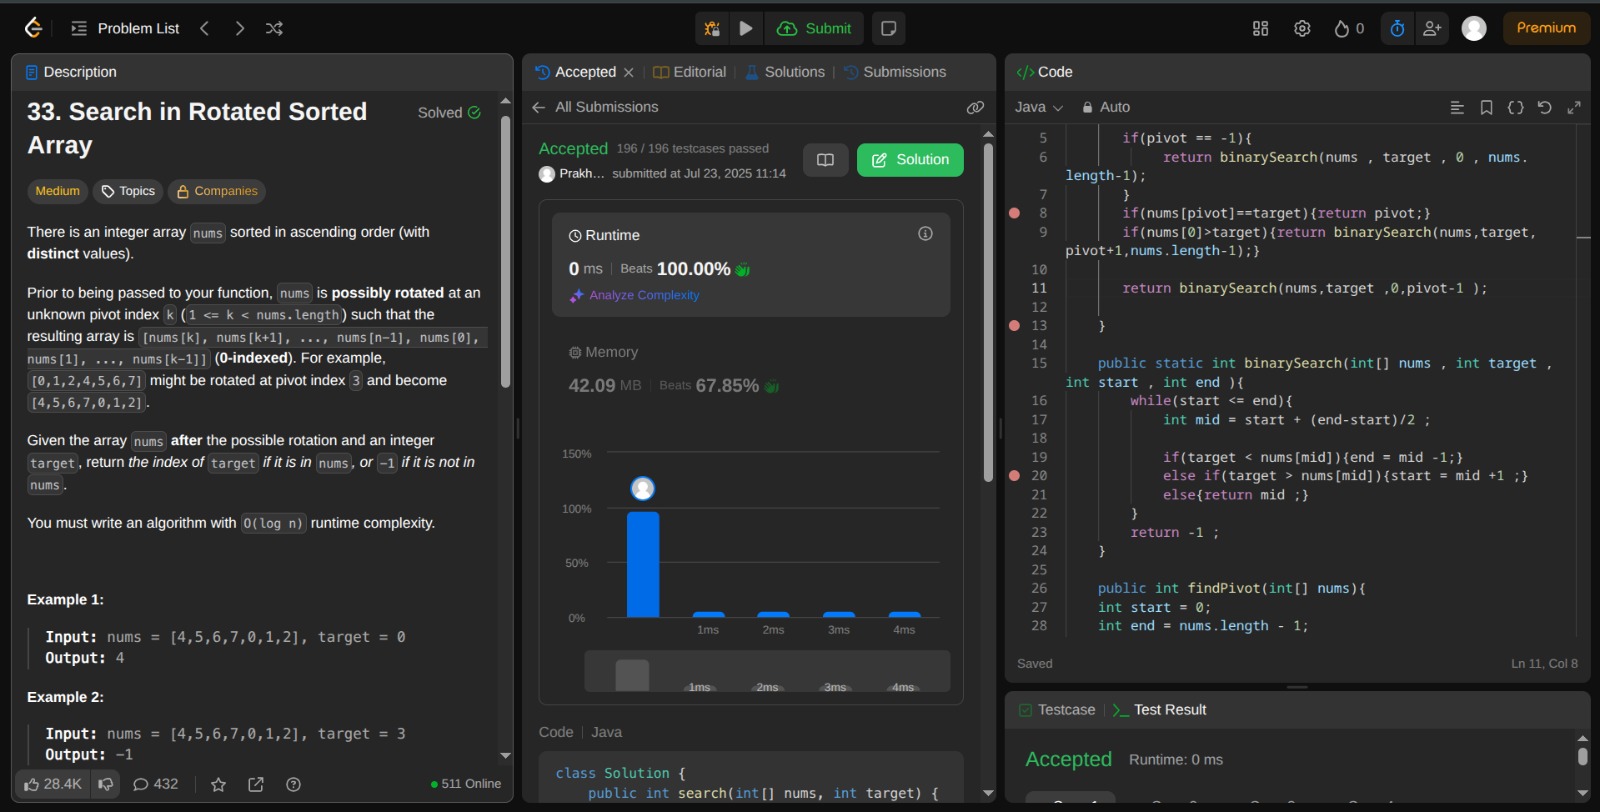 Problem List
Submit
0
Premium
Description
33. Search in Rotated Sorted
Array
Solved
Medium
Topics
Companies
There is an integer array nums sorted in ascending order (with
distinct values).
Prior to being passed to your function, nums is possibly rotated at an
unknown pivot index k (1 <= k < nums.length) such that the
resulting array is [nums[k], nums[k+1], ..., nums[n-1], nums[0],
nums[1], ..., nums[k-1]] (0-indexed). For example,
[0,1,2,4,5,6,7] might be rotated at pivot index 3 and become
[4,5,6,7,0,1,2].
Given the array nums after the possible rotation and an integer
target, return the index of target if it is in nums, or -1 if it is not in
nums.
You must write an algorithm with O(log n) runtime complexity.
Example 1:
Input: nums = [4,5,6,7,0,1,2], target = 0
Output: 4
Example 2:
Input: nums = [4,5,6,7,0,1,2], target = 3
Output: -1
28.4K
432
511 Online
Accepted
Editorial
Solutions
Submissions
All Submissions
Accepted 196 / 196 testcases passed
Prakh... submitted at Jul 23, 2025 11:14
Solution
Runtime
0 ms | Beats 100.00%
Analyze Complexity
Memory
42.09 MB | Beats 67.85%
150%
100%
50%
0%
1ms 2ms 3ms 4ms
1ms 2ms 3ms 4ms
Code | Java
class Solution {
public int search(int[] nums, int target) {
</> Code
Java
Auto
5 if(pivot == -1){
6 return binarySearch(nums , target , 0 , nums.
length-1);
7 }
8 if(nums[pivot]==target){return pivot;}
9 if(nums[0]>target){return binarySearch(nums,target,
pivot+1,nums.length-1);}
10
11 return binarySearch(nums,target ,0,pivot-1 );
12
13 }
14
15 public static int binarySearch(int[] nums , int target ,
int start , int end ){
16 while(start <= end){
17 int mid = start + (end-start)/2 ;
18
19 if(target < nums[mid]){end = mid -1;}
20 else if(target > nums[mid]){start = mid +1 ;}
21 else{return mid ;}
22 }
23 return -1 ;
24 }
25
26 public int findPivot(int[] nums){
27 int start = 0;
28 int end = nums.length - 1;
Saved
Ln 11, Col 8
Testcase
Test Result
Accepted Runtime: 0 ms